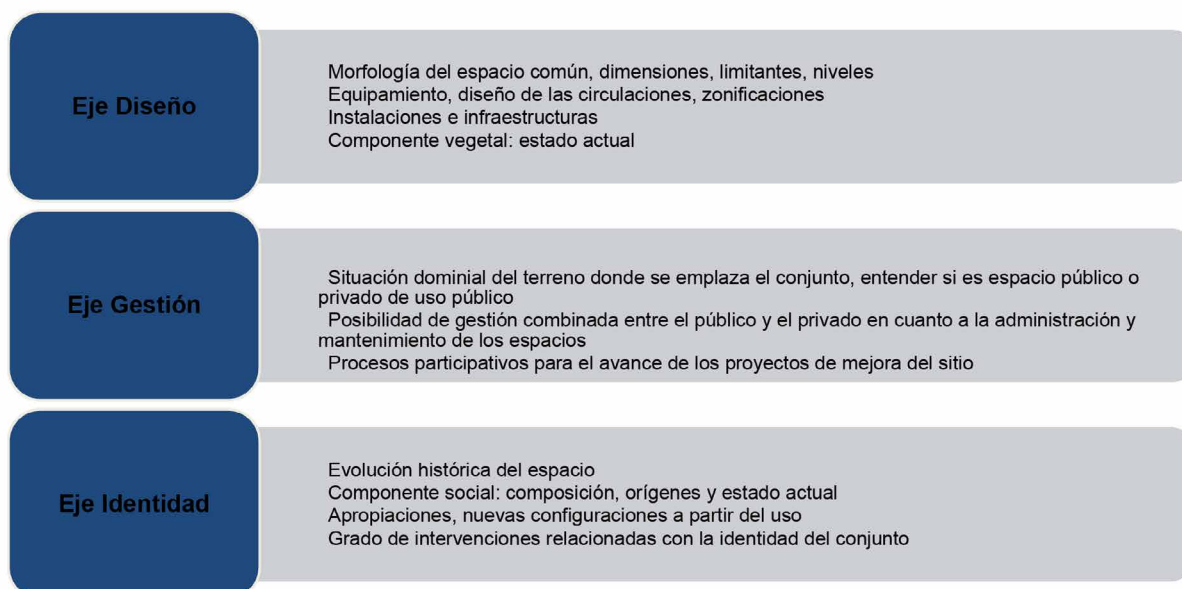 Eje Diseño
Morfología del espacio común, dimensiones, limitantes, niveles
Equipamiento, diseño de las circulaciones, zonificaciones
Instalaciones e infraestructuras
Componente vegetal: estado actual
Eje Gestión
Situación dominial del terreno donde se emplaza el conjunto, entender si es espacio público o
privado de uso público
Posibilidad de gestión combinada entre el público y el privado en cuanto a la administración y
mantenimiento de los espacios
Procesos participativos para el avance de los proyectos de mejora del sitio
Eje Identidad
Evolución histórica del espacio
Componente social: composición, orígenes y estado actual
Apropiaciones, nuevas configuraciones a partir del uso
Grado de intervenciones relacionadas con la identidad del conjunto